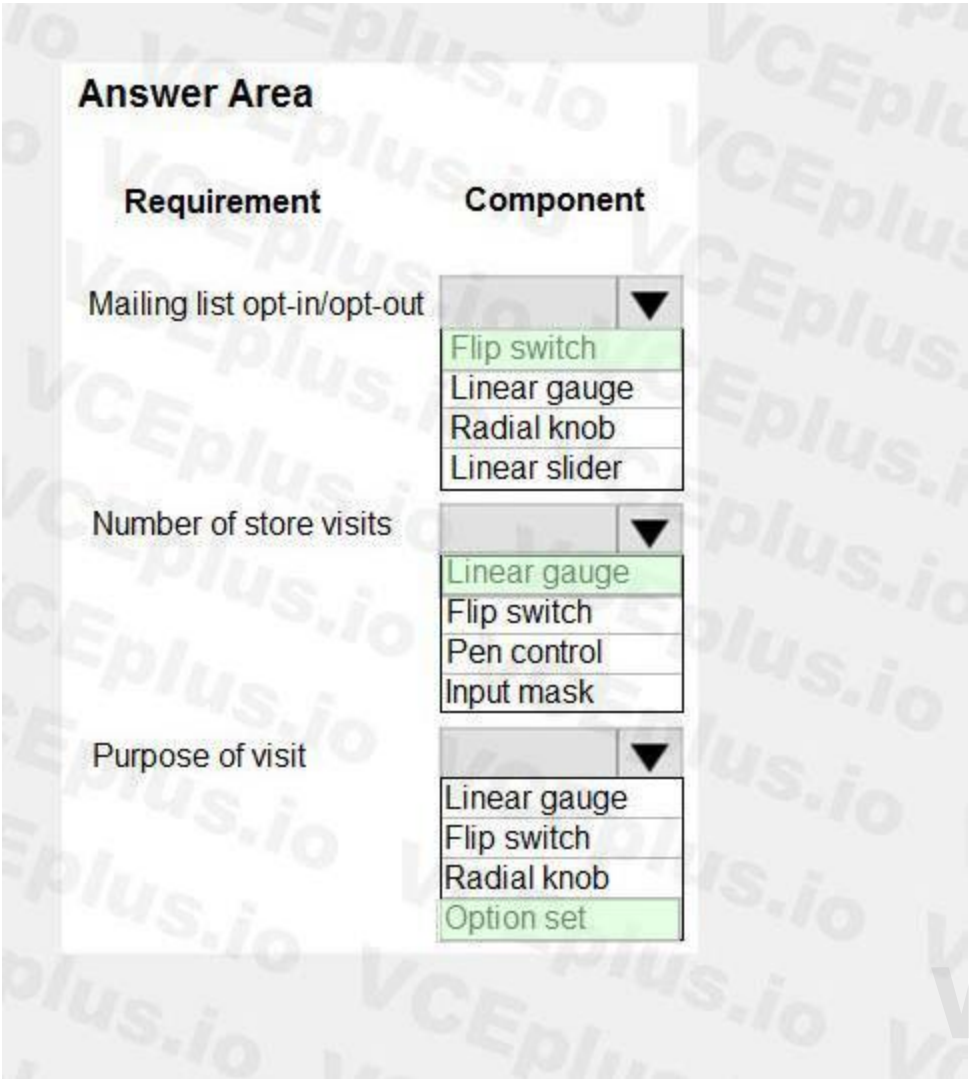 Answer Area
Requirement Component
Mailing list opt-in/opt-out
Flip switch
Linear gauge
Radial knob
Linear slider
Number of store visits
Linear gauge
Flip switch
Pen control
Input mask
Purpose of visit
Linear gauge
Flip switch
Radial knob
Option set
VCEplus.io